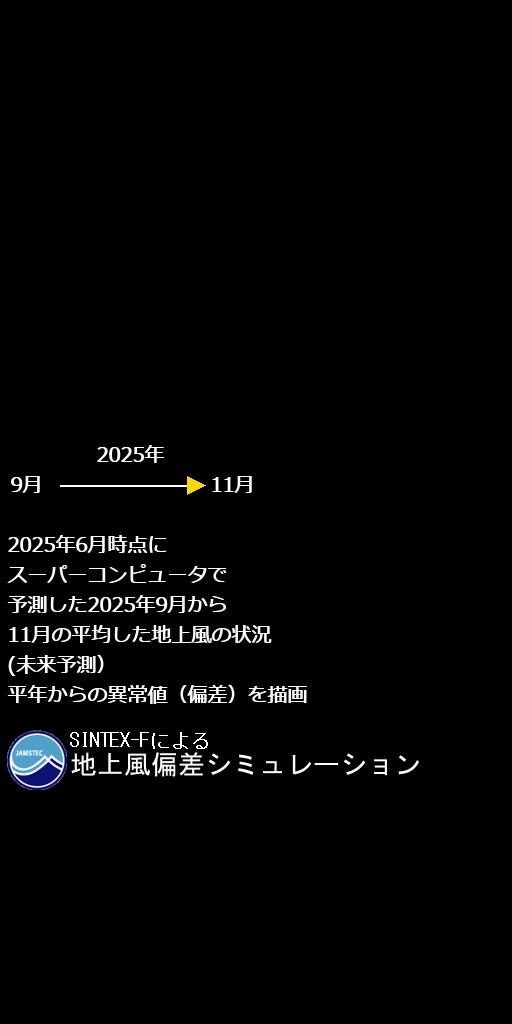 2025年
9月 11月
2025年6月時点に
スーパーコンピュータで
予測した2025年9月から
11月の平均した地上風の状況
(未来予測）
平年からの異常値（偏差）を描画
SINTEX-Fによる
JAMSTEC
地上風偏差シミュレーション